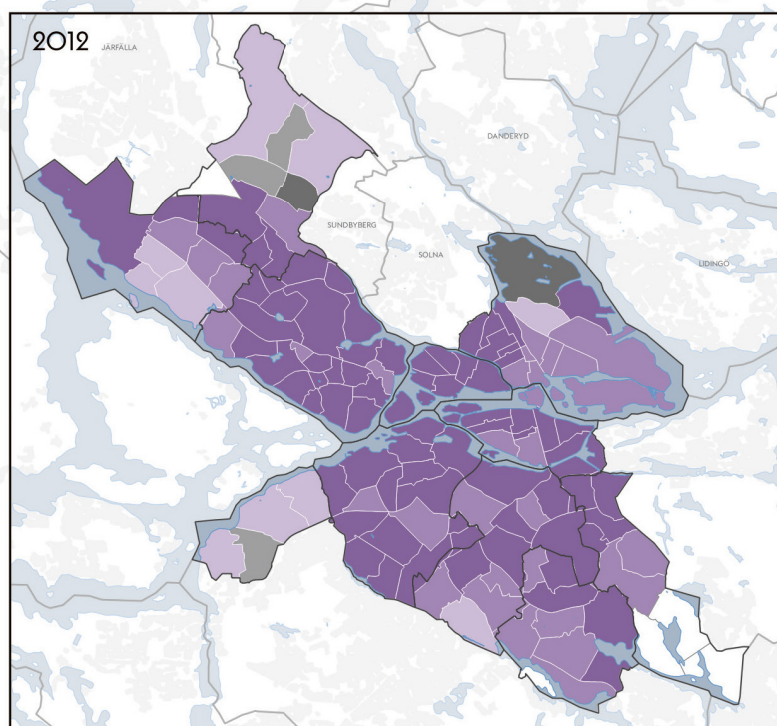 2012
JÄRFÄLLA
DANDERYD
SUNDBYBERG
SOLNA
LIDINGÖ